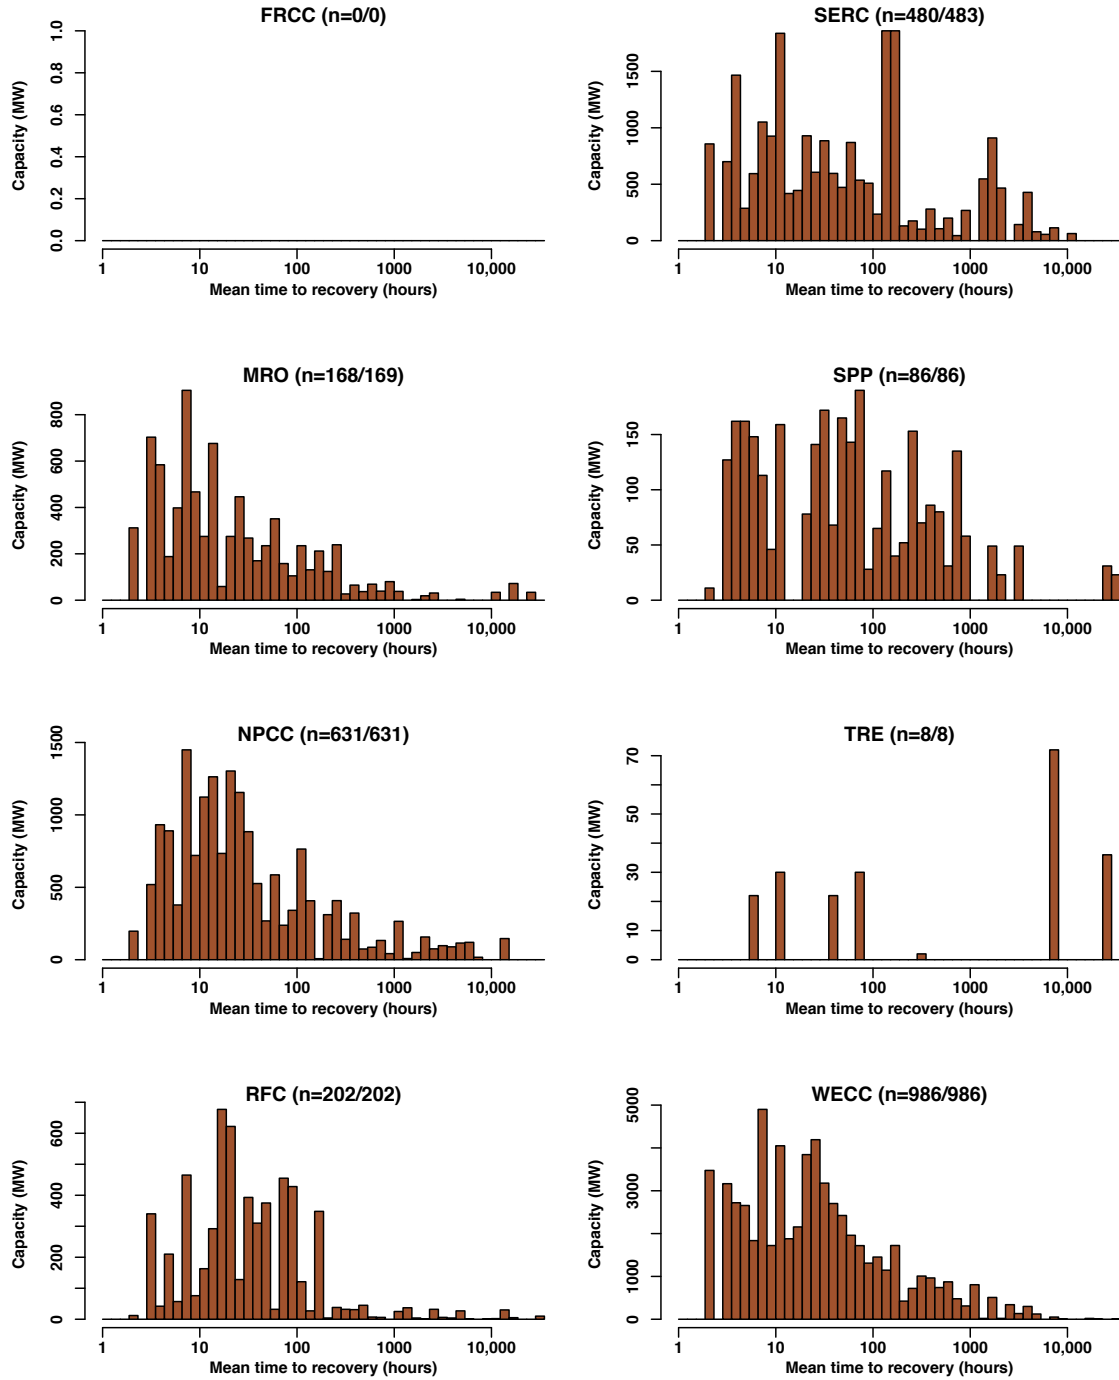 FRCC (n=0/0)
Capacity (MW)
0.0 0.2 0.4 0.6 0.8 1.0
1 10 100 1000 10,000
Mean time to recovery (hours)
SERC (n=480/483)
Capacity (MW)
0 500 1000 1500
1 10 100 1000 10,000
Mean time to recovery (hours)
MRO (n=168/169)
Capacity (MW)
0 200 400 600 800
1 10 100 1000 10,000
Mean time to recovery (hours)
SPP (n=86/86)
Capacity (MW)
0 50 100 150
1 10 100 1000 10,000
Mean time to recovery (hours)
NPCC (n=631/631)
Capacity (MW)
0 500 1000 1500
1 10 100 1000 10,000
Mean time to recovery (hours)
TRE (n=8/8)
Capacity (MW)
0 10 30 50 70
1 10 100 1000 10,000
Mean time to recovery (hours)
RFC (n=202/202)
Capacity (MW)
0 200 400 600
1 10 100 1000 10,000
Mean time to recovery (hours)
WECC (n=986/986)
Capacity (MW)
0 1000 3000 5000
1 10 100 1000 10,000
Mean time to recovery (hours)